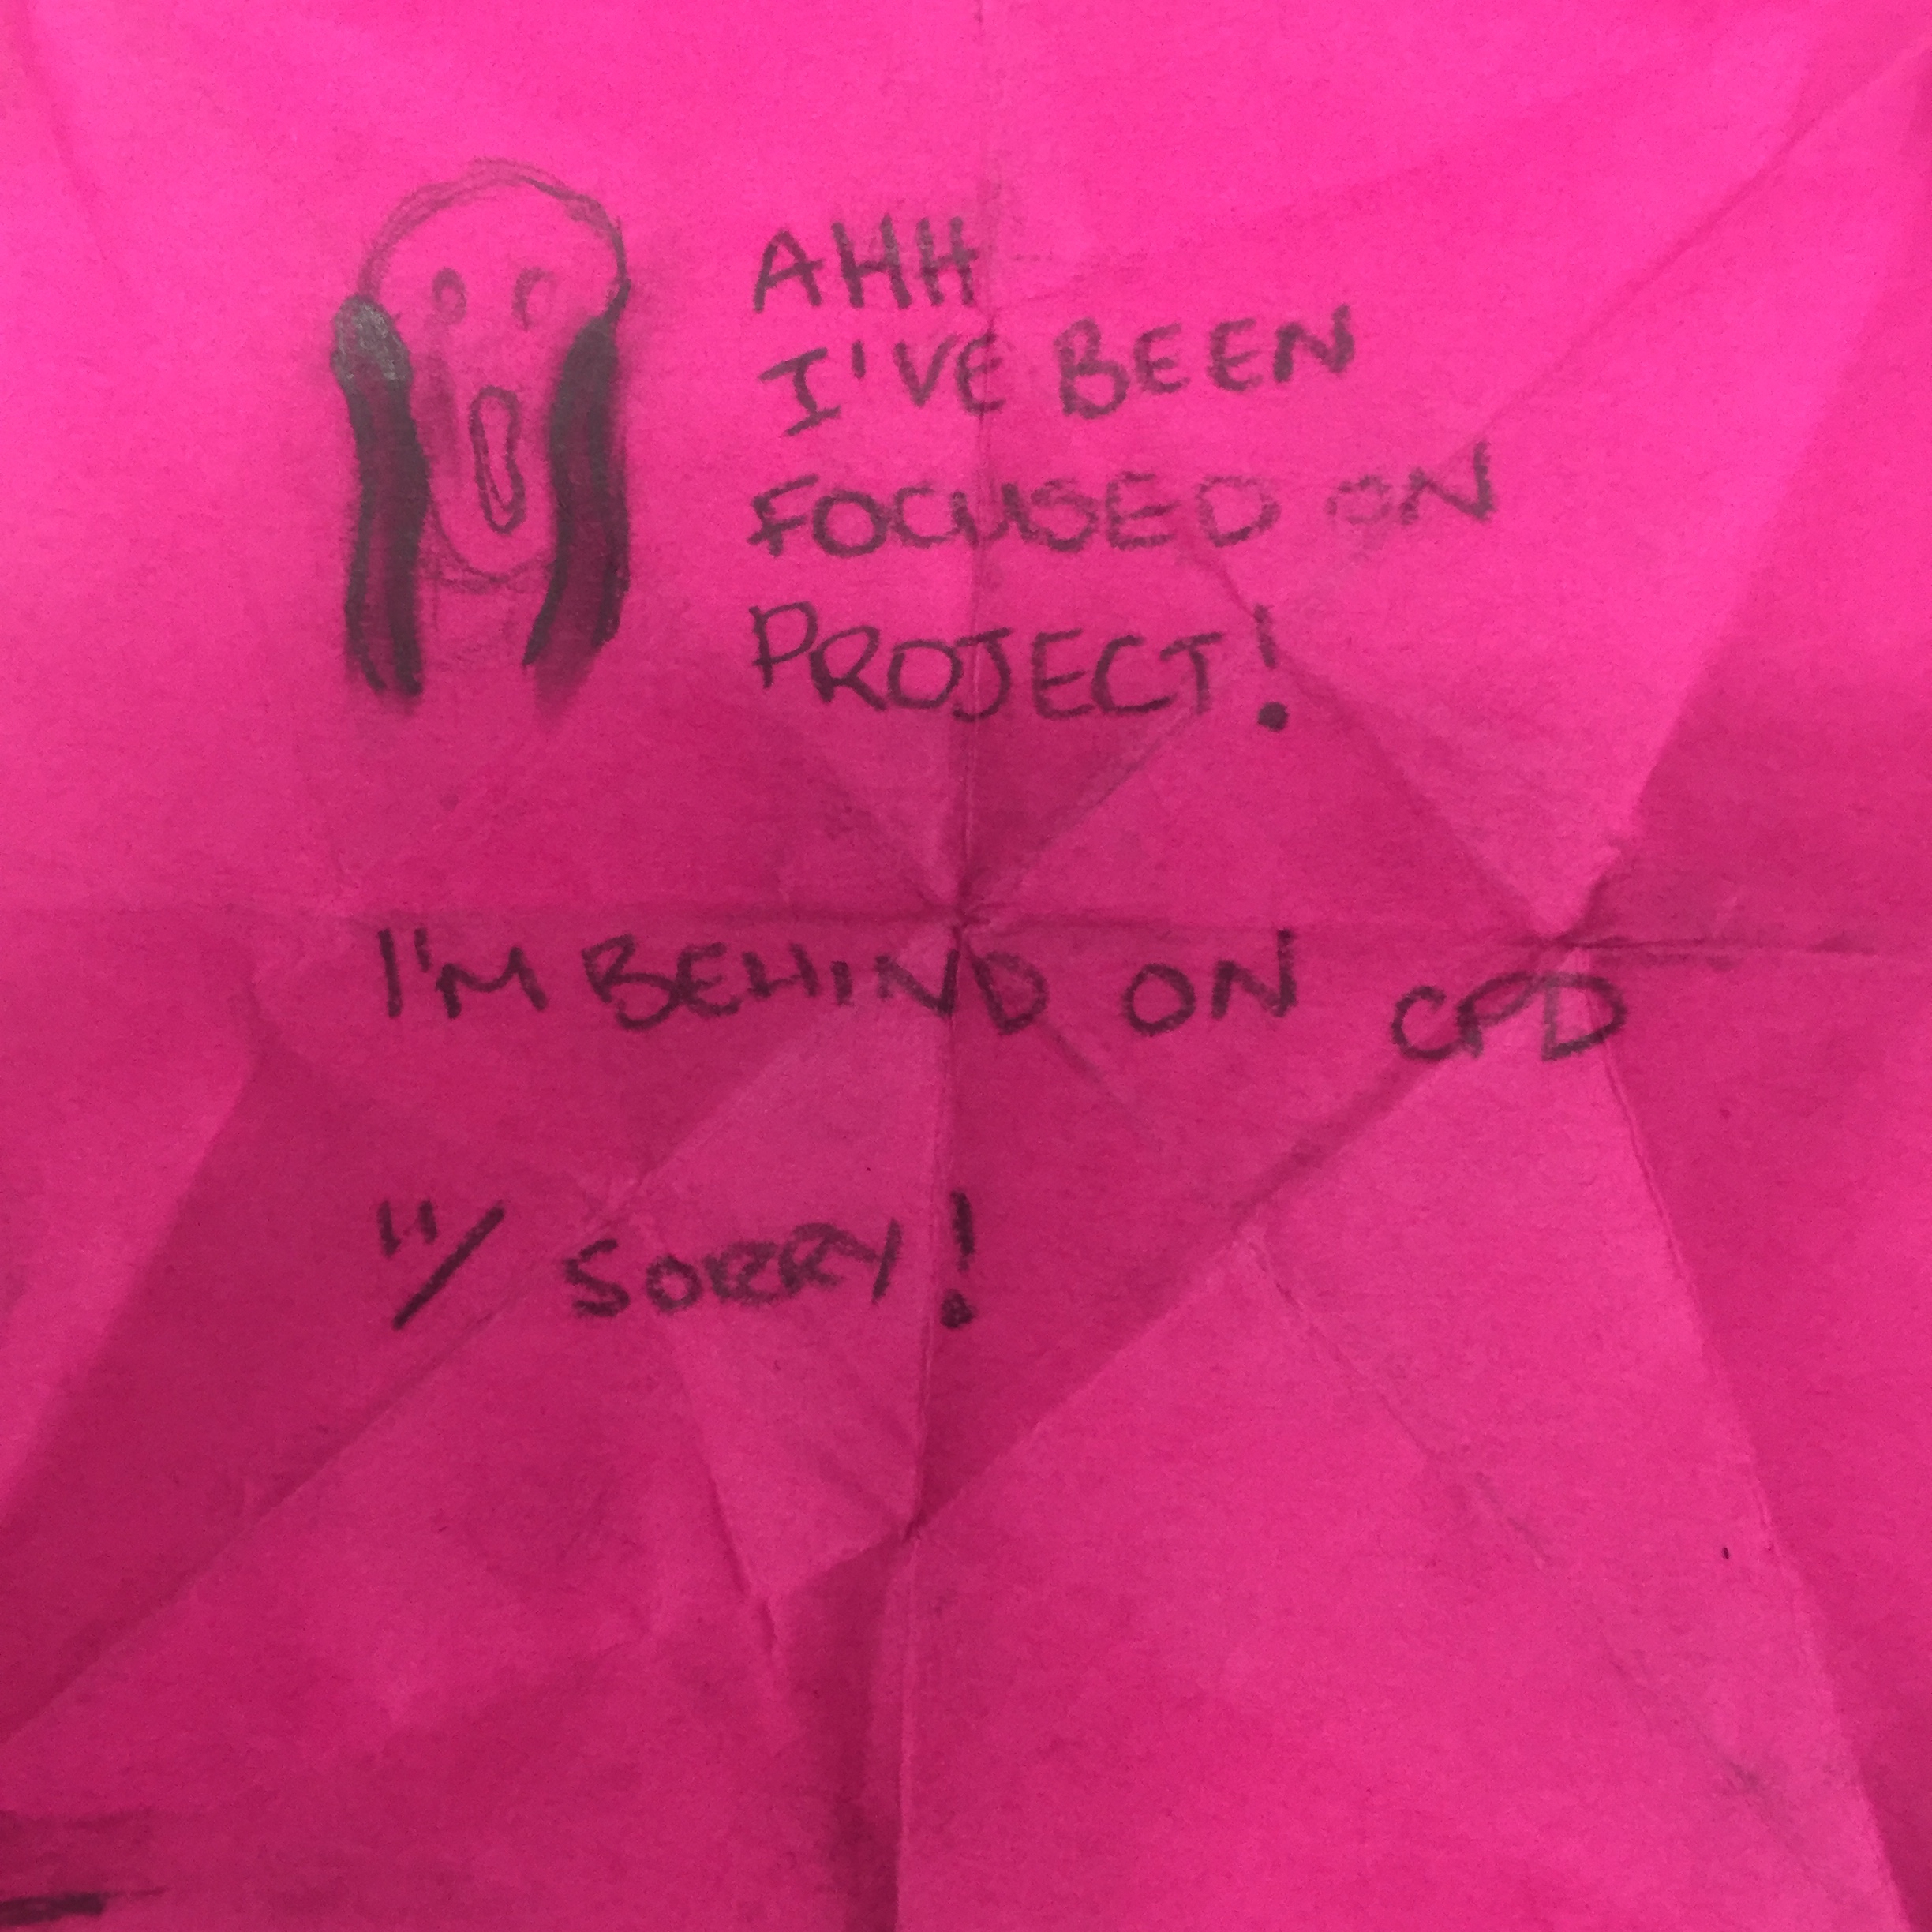 AHH
I'VE BEEN
FOCUSED ON
PROJECT!
I'M BEHIND ON CPD
"/ SORRY!